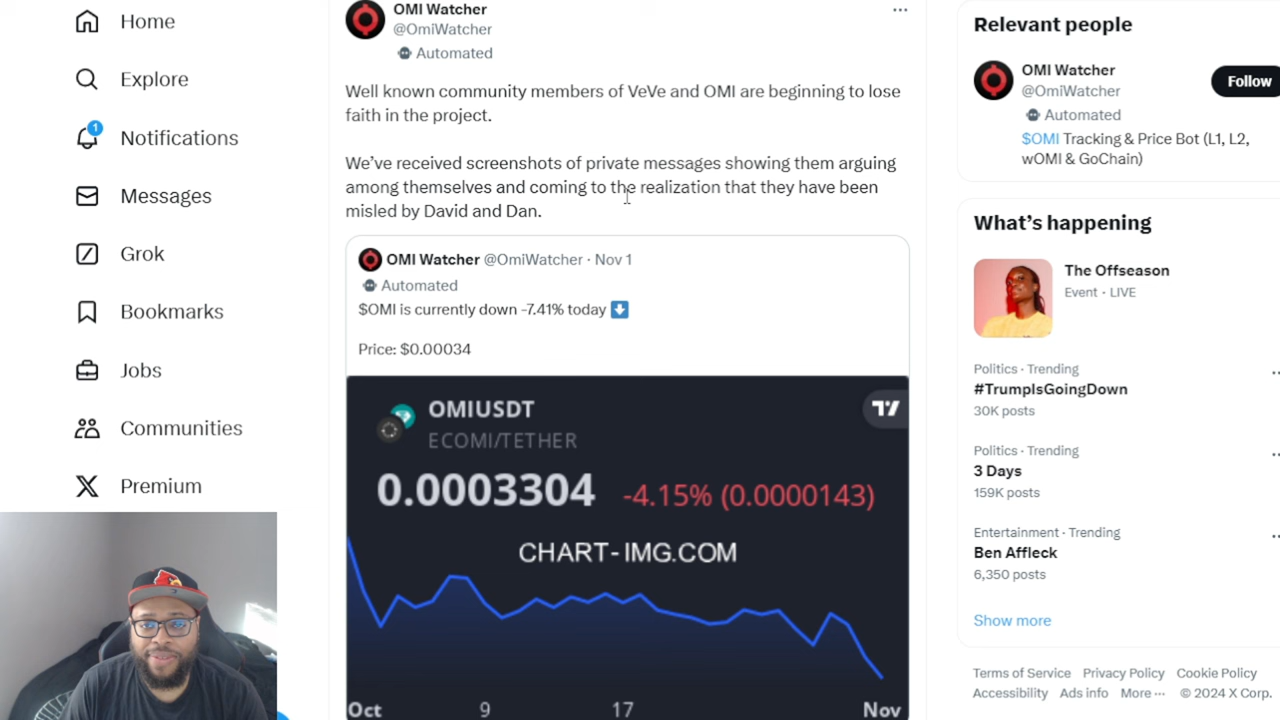 Home
Explore
1
Notifications
Messages
Grok
Bookmarks
Jobs
Communities
Premium
OMI Watcher
@OmiWatcher
Automated
Well known community members of VeVe and OMI are beginning to lose
faith in the project.
We've received screenshots of private messages showing them arguing
among themselves and coming to the realization that they have been
misled by David and Dan.
OMI Watcher @OmiWatcher · Nov 1
Automated
$OMI is currently down -7.41% today
Price: $0.00034
OMIUSDT
ECOMI/TETHER
0.0003304 -4.15% (0.0000143)
CHART-IMG.COM
Oct 9 17 Nov
Relevant people
OMI Watcher
@OmiWatcher
Automated
Follow
$OMI Tracking & Price Bot (L1, L2,
wOMI & GoChain)
What's happening
The Offseason
Event · LIVE
Politics · Trending
#TrumpIsGoingDown
30K posts
Politics · Trending
3 Days
159K posts
Entertainment · Trending
Ben Affleck
6,350 posts
Show more
Terms of Service Privacy Policy Cookie Policy
Accessibility Ads info More ··· © 2024 X Corp.